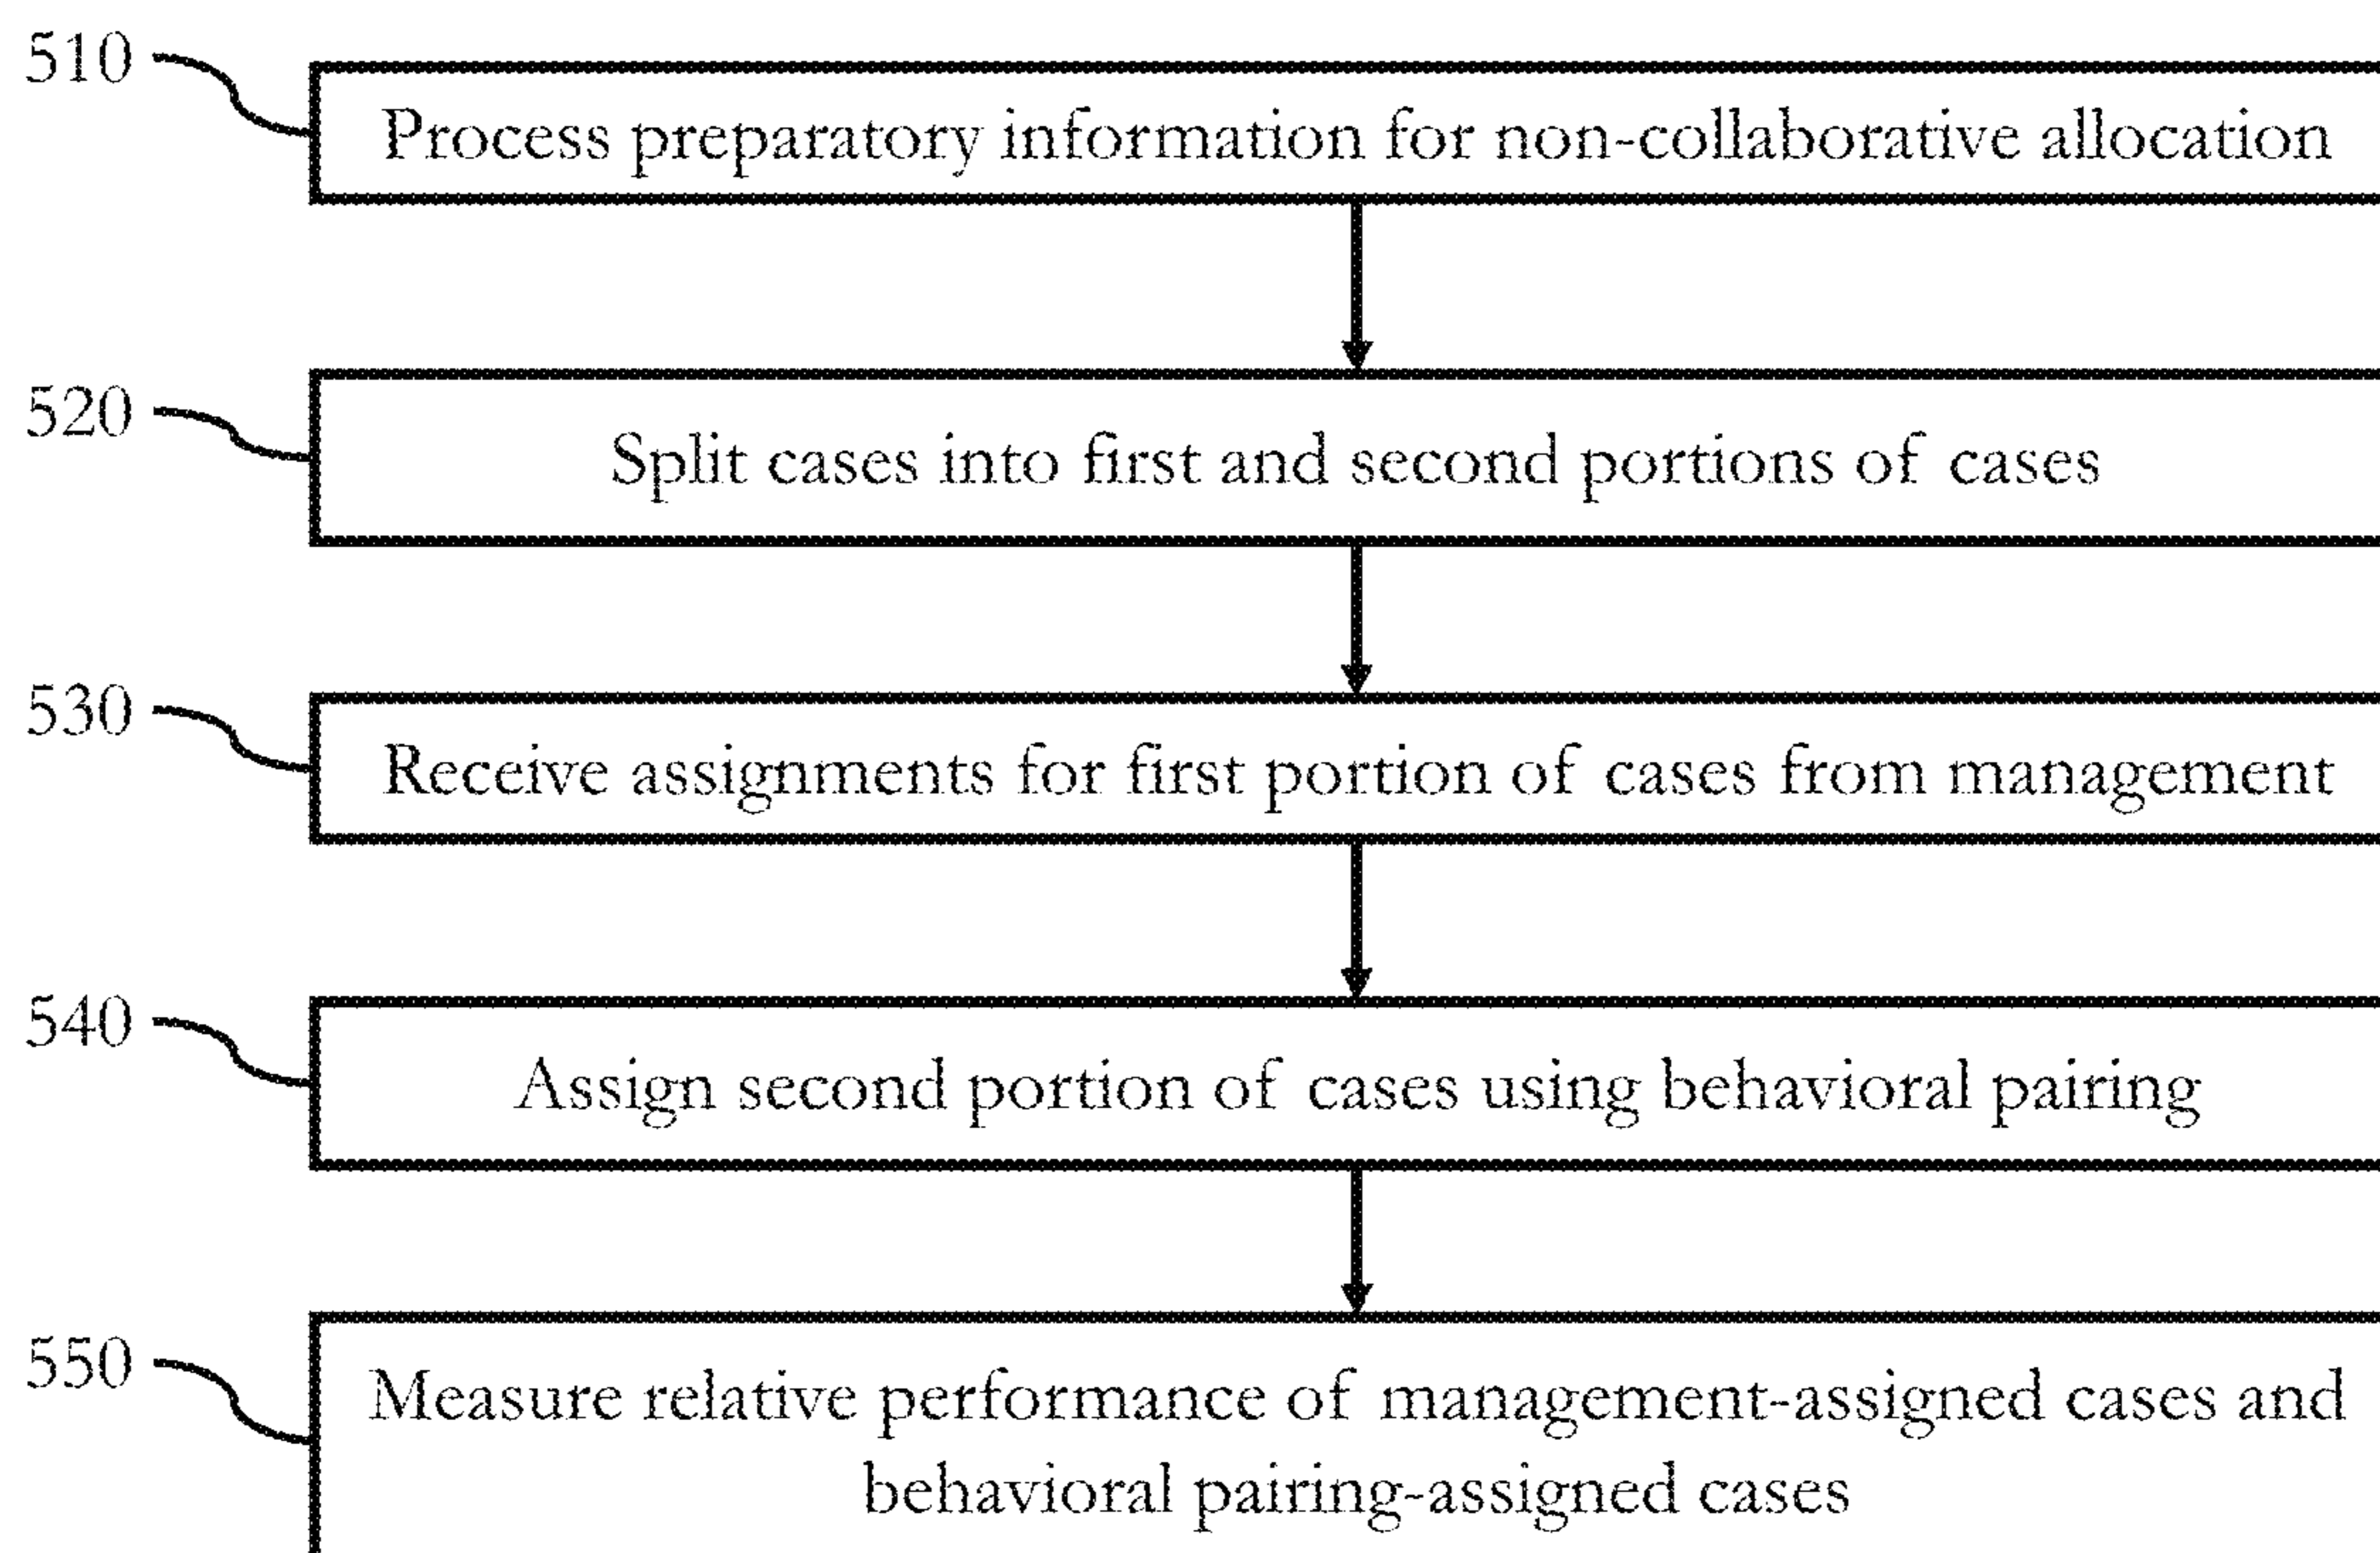 510
Process preparatory information for non-collaborative allocation
520
Split cases into first and second portions of cases
530
Receive assignments for first portion of cases from management
540
Assign second portion of cases using behavioral pairing
550
Measure relative performance of management-assigned cases and
behavioral pairing-assigned cases